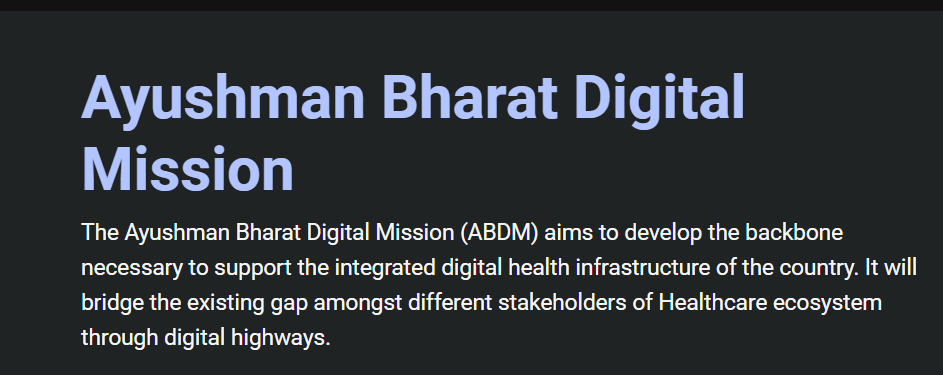 Ayushman Bharat Digital
Mission
The Ayushman Bharat Digital Mission (ABDM) aims to develop the backbone
necessary to support the integrated digital health infrastructure of the country. It will
bridge the existing gap amongst different stakeholders of Healthcare ecosystem
through digital highways.